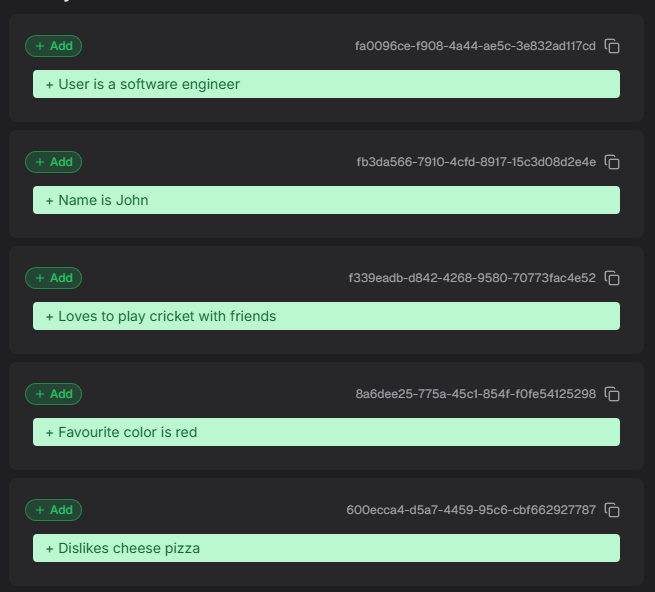 + Add
fa0096ce-f908-4a44-ae5c-3e832ad117cd
+ User is a software engineer
+ Add
fb3da566-7910-4cfd-8917-15c3d08d2e4e
+ Name is John
+ Add
f339eadb-d842-4268-9580-70773fac4e52
+ Loves to play cricket with friends
+ Add
8a6dee25-775a-45c1-854f-f0fe54125298
+ Favourite color is red
+ Add
600ecca4-d5a7-4459-95c6-cbf662927787
+ Dislikes cheese pizza